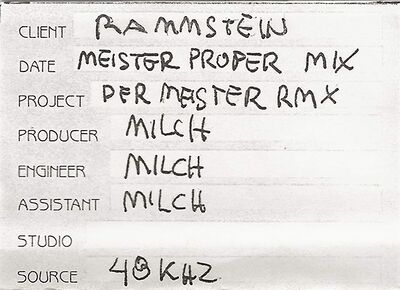 CLIENT RAMMSTEIN
DATE MEISTER PROPER MIX
PROJECT DER MEISTER RMX
PRODUCER MILCH
ENGINEER MILCH
ASSISTANT MILCH
STUDIO
SOURCE 48 KHZ